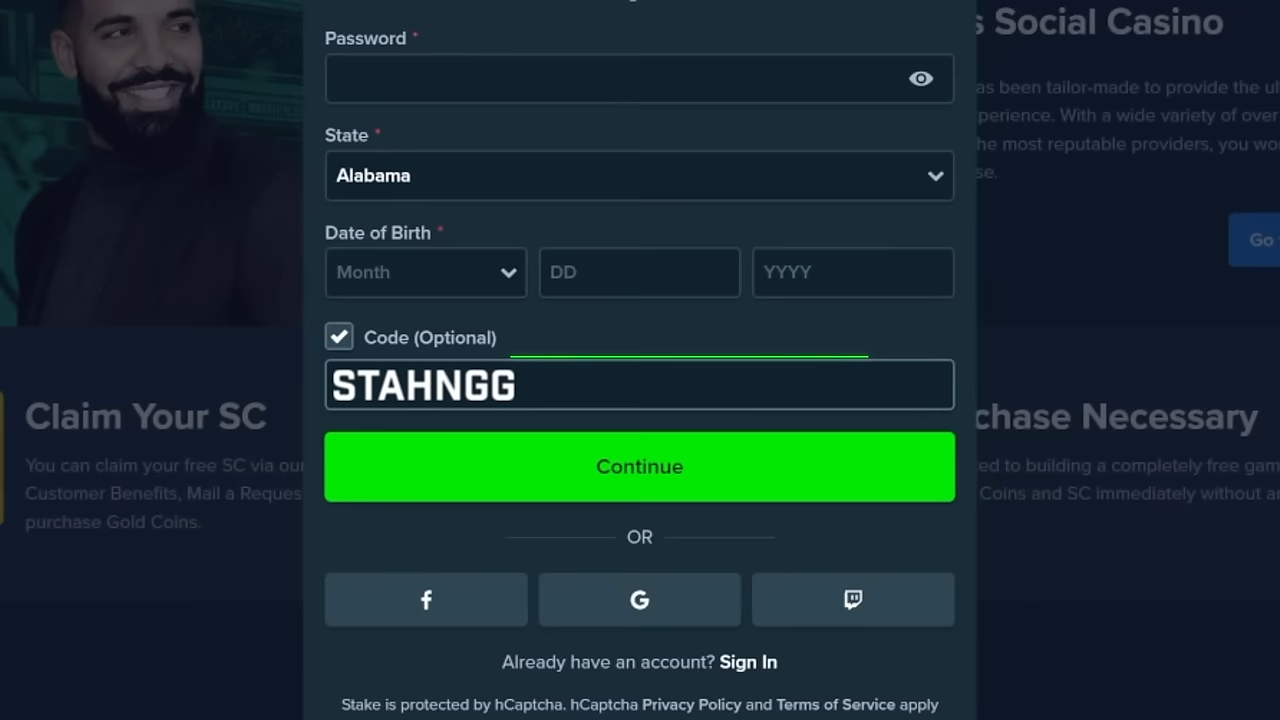 s Social Casino
Password *
as been tailor-made to provide the ul
perience. With a wide variety of over
he most reputable providers, you wo
se.
State *
Alabama
Date of Birth *
Month
DD
YYYY
Go
Code (Optional)
STAHNGG
Claim Your SC
You can claim your free SC via our
Customer Benefits, Mail a Reques
purchase Gold Coins.
chase Necessary
ed to building a completely free gam
Coins and SC immediately without an
Continue
OR
f
G
Already have an account? Sign In
Stake is protected by hCaptcha. hCaptcha Privacy Policy and Terms of Service apply